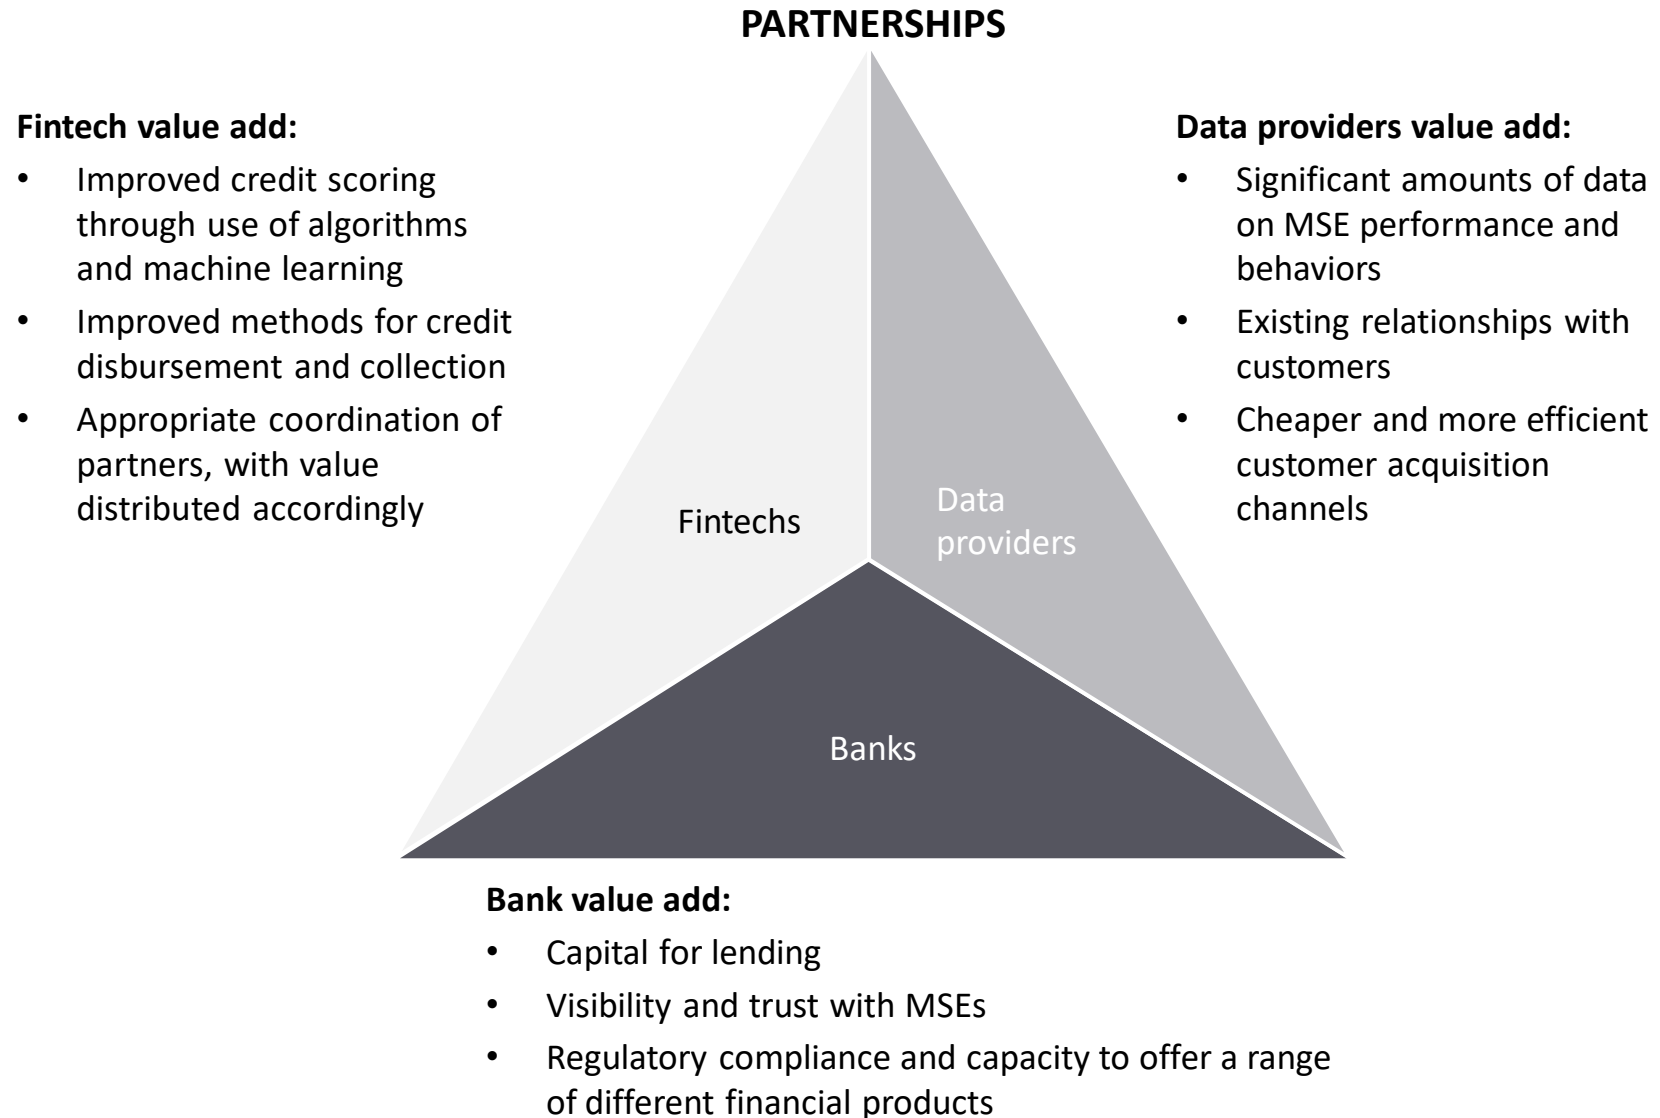 PARTNERSHIPS
Fintech value add:
• Improved credit scoring
through use of algorithms
and machine learning
• Improved methods for credit
disbursement and collection
• Appropriate coordination of
partners, with value
distributed accordingly
Data providers value add:
• Significant amounts of data
on MSE performance and
behaviors
• Existing relationships with
customers
• Cheaper and more efficient
customer acquisition
channels
Fintechs
Data
providers
Banks
Bank value add:
• Capital for lending
• Visibility and trust with MSEs
• Regulatory compliance and capacity to offer a range
of different financial products